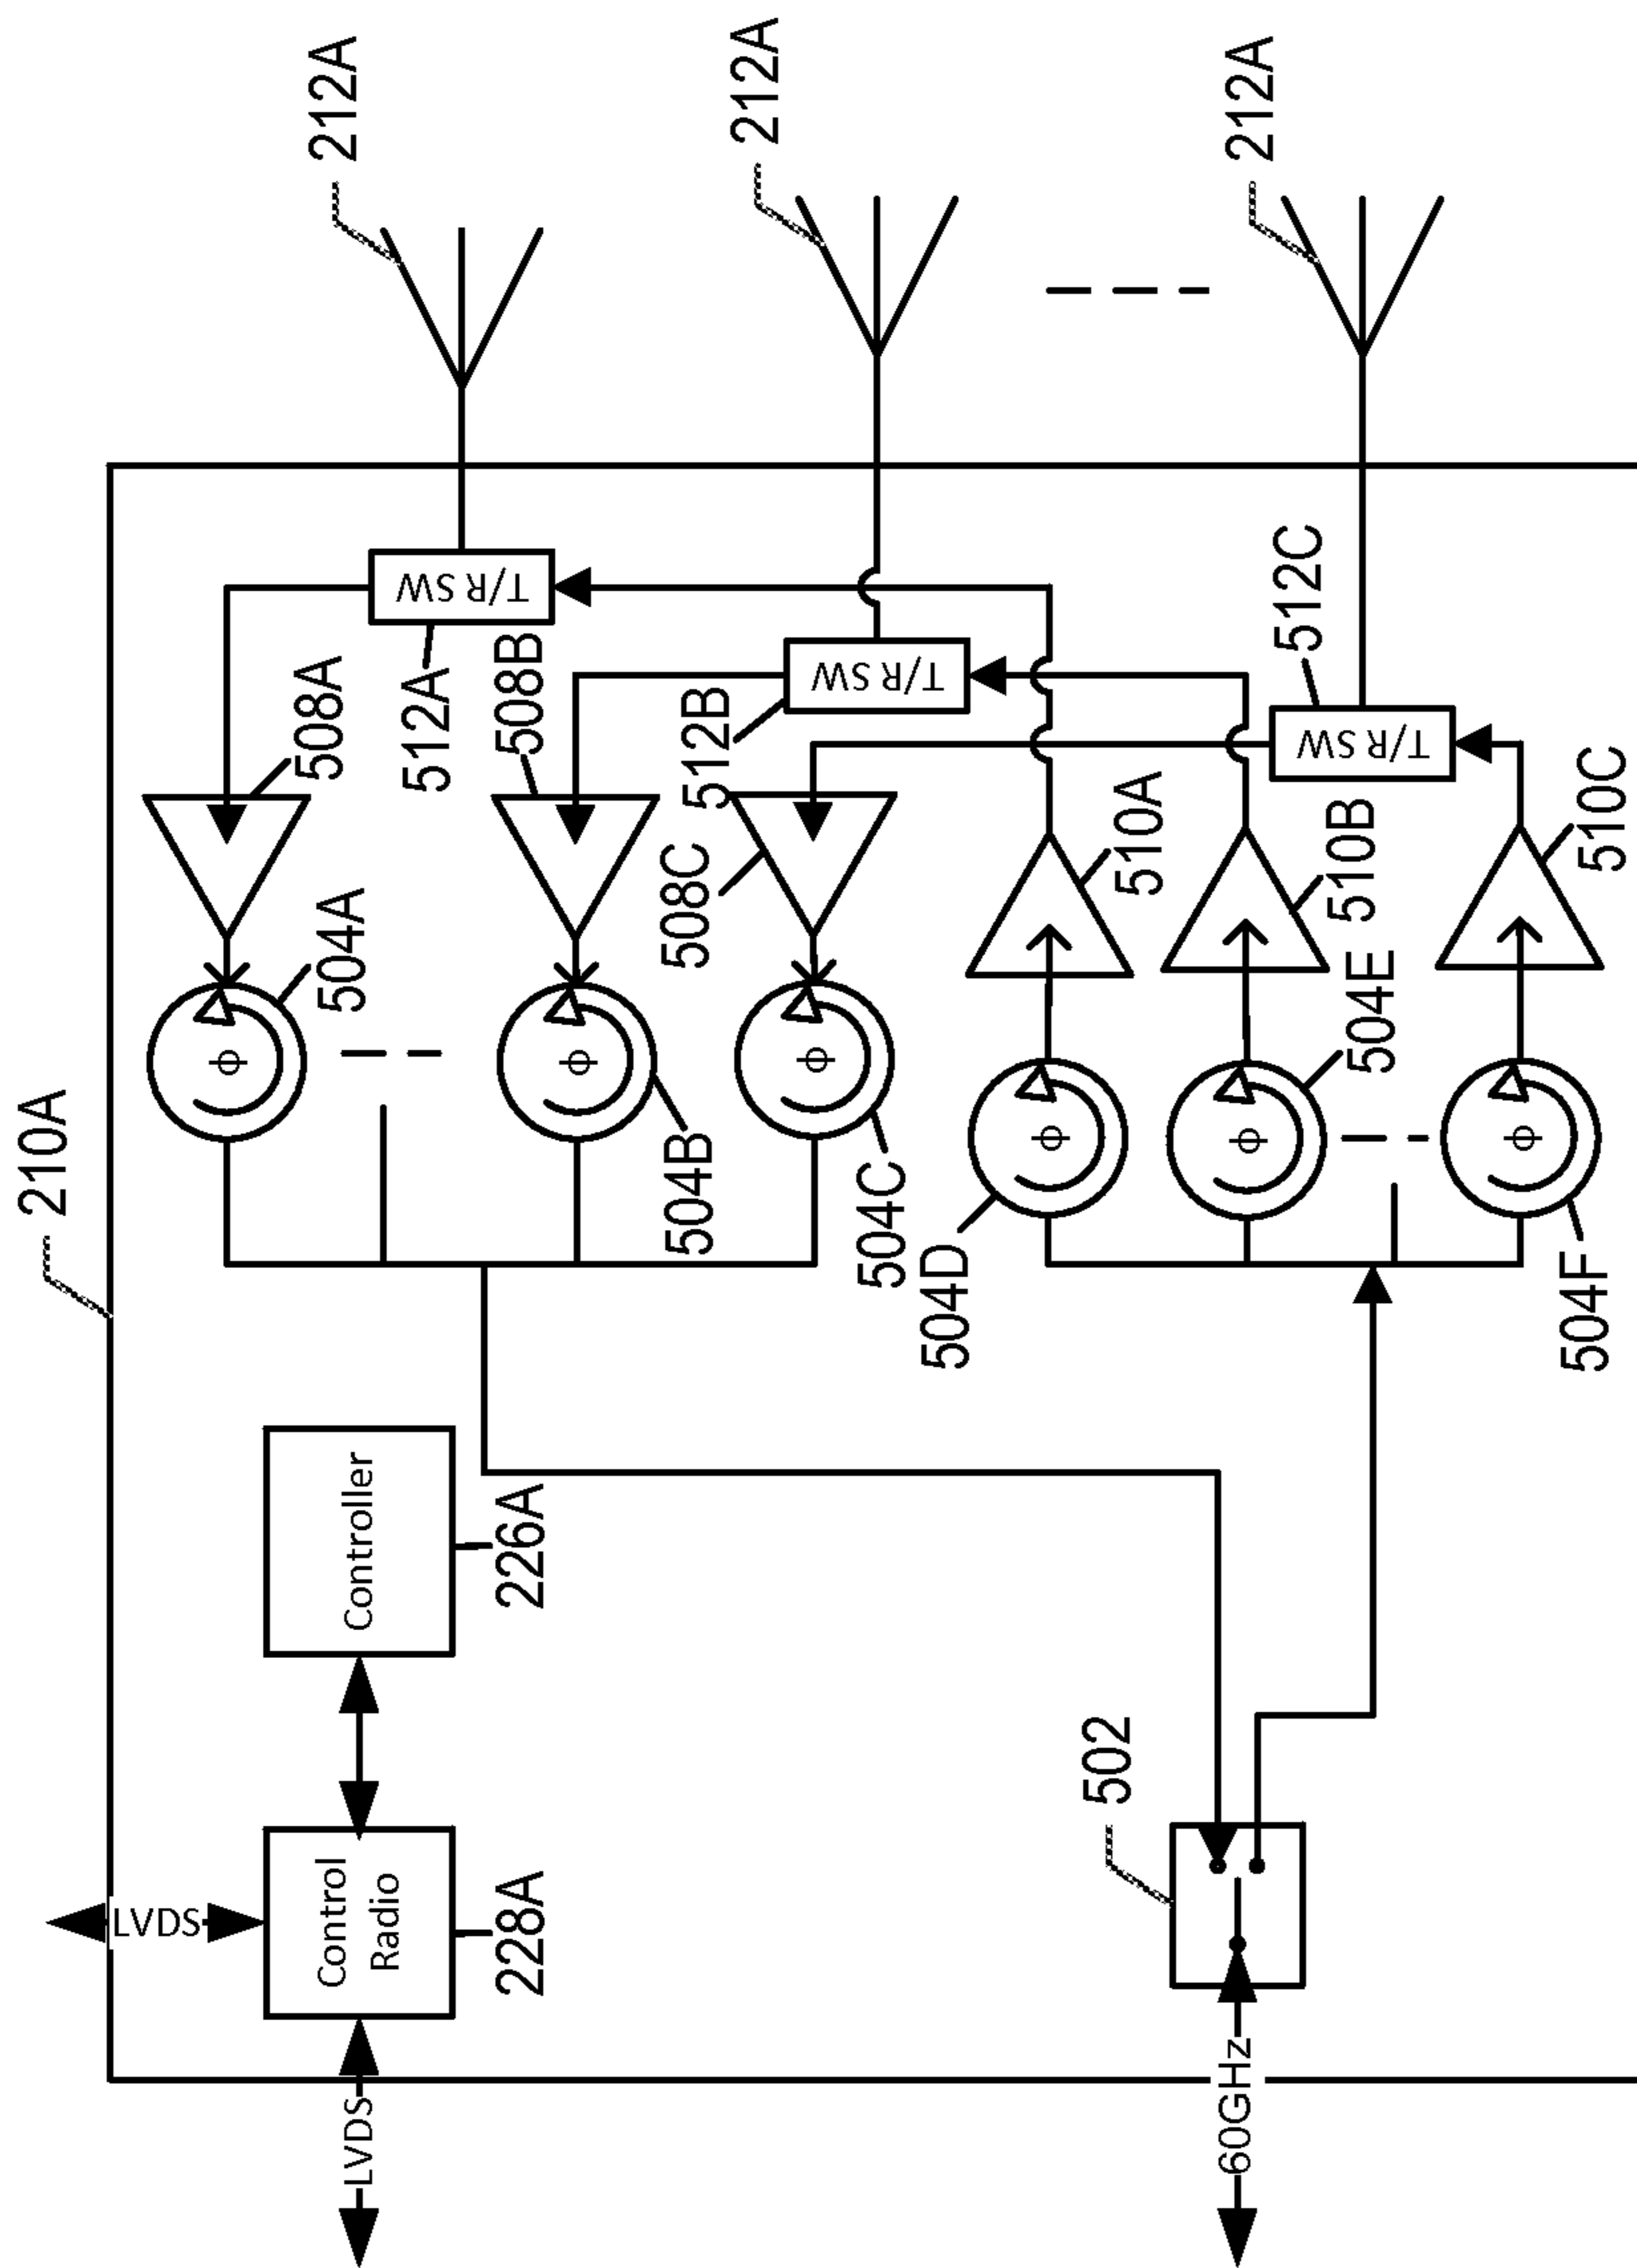 210A
LVDS
LVDS
Control
Radio
228A
Controller
226A
504A
508A
512A
T/R SW
212A
504B
508B
512B
T/R SW
212A
504C
508C
504D
510A
502
60GHz
504E
510B
512C
T/R SW
212A
504F
510C